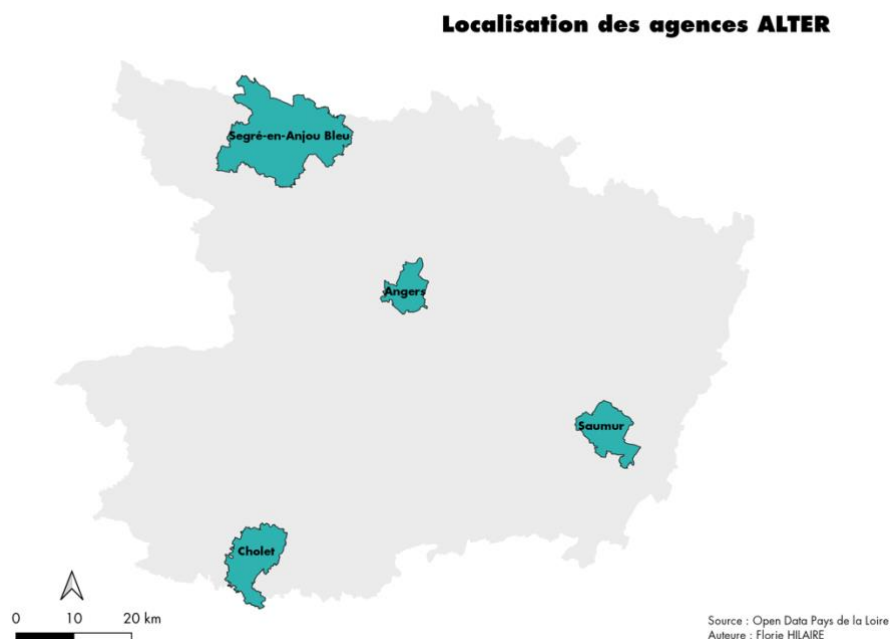 Localisation des agences ALTER
Segré-en-Anjou Bleu
Angers
Saumur
Cholet
0 10 20 km
Source : Open Data Pays de la Loire
Auteure : Florie HILAIRE